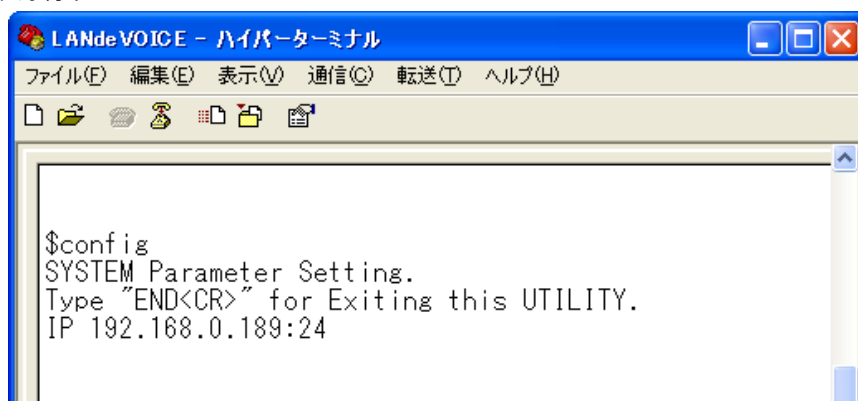 LANdeVOICE - ハイパーターミナル
ファイル(F) 編集(E) 表示(V) 通信(C) 転送(T) ヘルプ(H)
$config
SYSTEM Parameter Setting.
Type "END<CR>" for Exiting this UTILITY.
IP 192.168.0.189:24